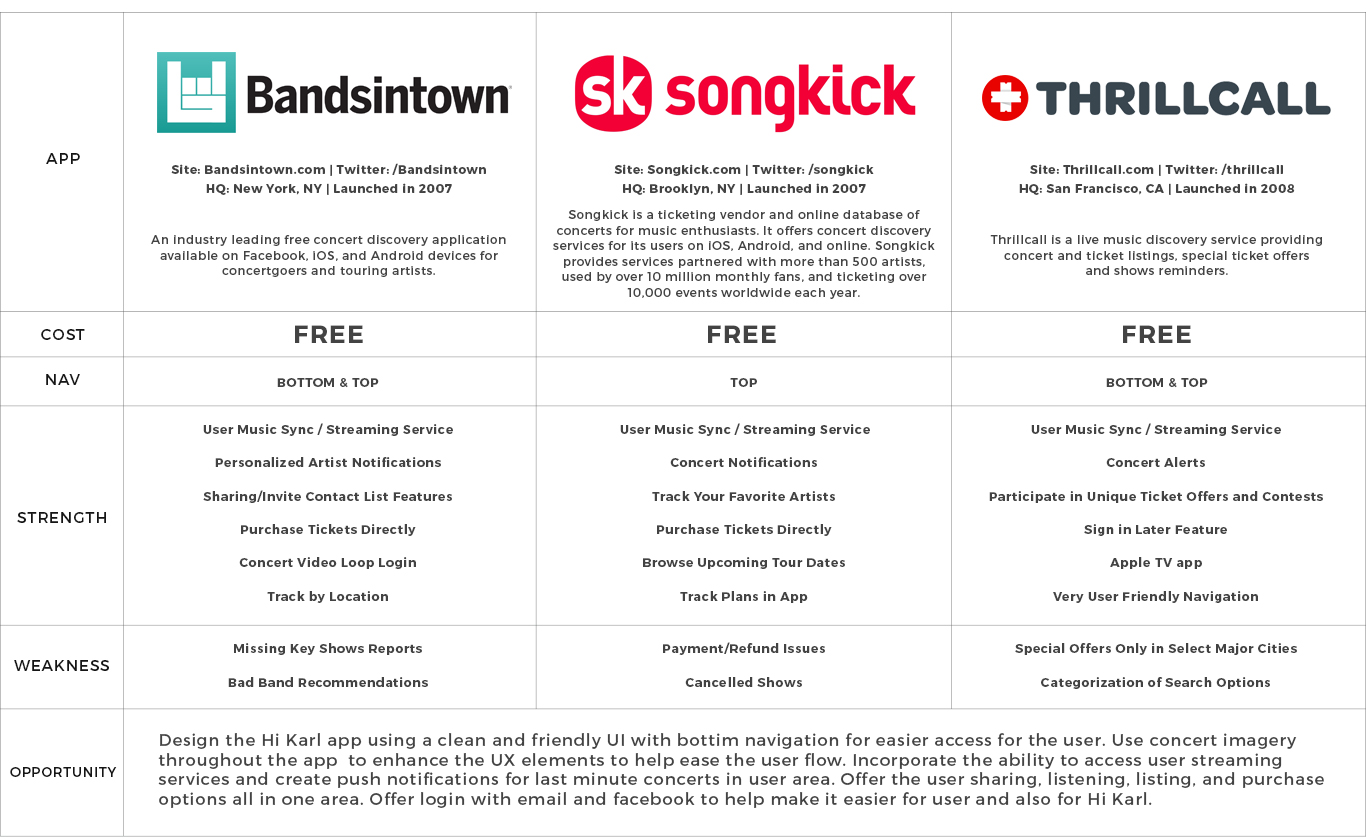 APP
Bandsintown
Site: Bandsintown.com | Twitter: /Bandsintown
HQ: New York, NY | Launched in 2007
An industry leading free concert discovery application
available on Facebook, iOS, and Android devices for
concertgoers and touring artists.
sk songkick
Site: Songkick.com | Twitter: /songkick
HQ: Brooklyn, NY | Launched in 2007
Songkick is a ticketing vendor and online database of
concerts for music enthusiasts. It offers concert discovery
services for its users on iOS, Android, and online. Songkick
provides services partnered with more than 500 artists,
used by over 10 million monthly fans, and ticketing over
10,000 events worldwide each year.
THRILLCALL
Site: Thrillcall.com | Twitter: /thrillcall
HQ: San Francisco, CA | Launched in 2008
Thrillcall is a live music discovery service providing
concert and ticket listings, special ticket offers
and shows reminders.
COST
FREE
FREE
FREE
NAV
BOTTOM & TOP
TOP
BOTTOM & TOP
STRENGTH
User Music Sync / Streaming Service
Personalized Artist Notifications
Sharing/Invite Contact List Features
Purchase Tickets Directly
Concert Video Loop Login
Track by Location
User Music Sync / Streaming Service
Concert Notifications
Track Your Favorite Artists
Purchase Tickets Directly
Browse Upcoming Tour Dates
Track Plans in App
User Music Sync / Streaming Service
Concert Alerts
Participate in Unique Ticket Offers and Contests
Sign in Later Feature
Apple TV app
Very User Friendly Navigation
WEAKNESS
Missing Key Shows Reports
Bad Band Recommendations
Payment/Refund Issues
Cancelled Shows
Special Offers Only in Select Major Cities
Categorization of Search Options
OPPORTUNITY
Design the Hi Karl app using a clean and friendly UI with bottim navigation for easier access for the user. Use concert imagery
throughout the app  to enhance the UX elements to help ease the user flow. Incorporate the ability to access user streaming
services and create push notifications for last minute concerts in user area. Offer the user sharing, listening, listing, and purchase
options all in one area. Offer login with email and facebook to help make it easier for user and also for Hi Karl.